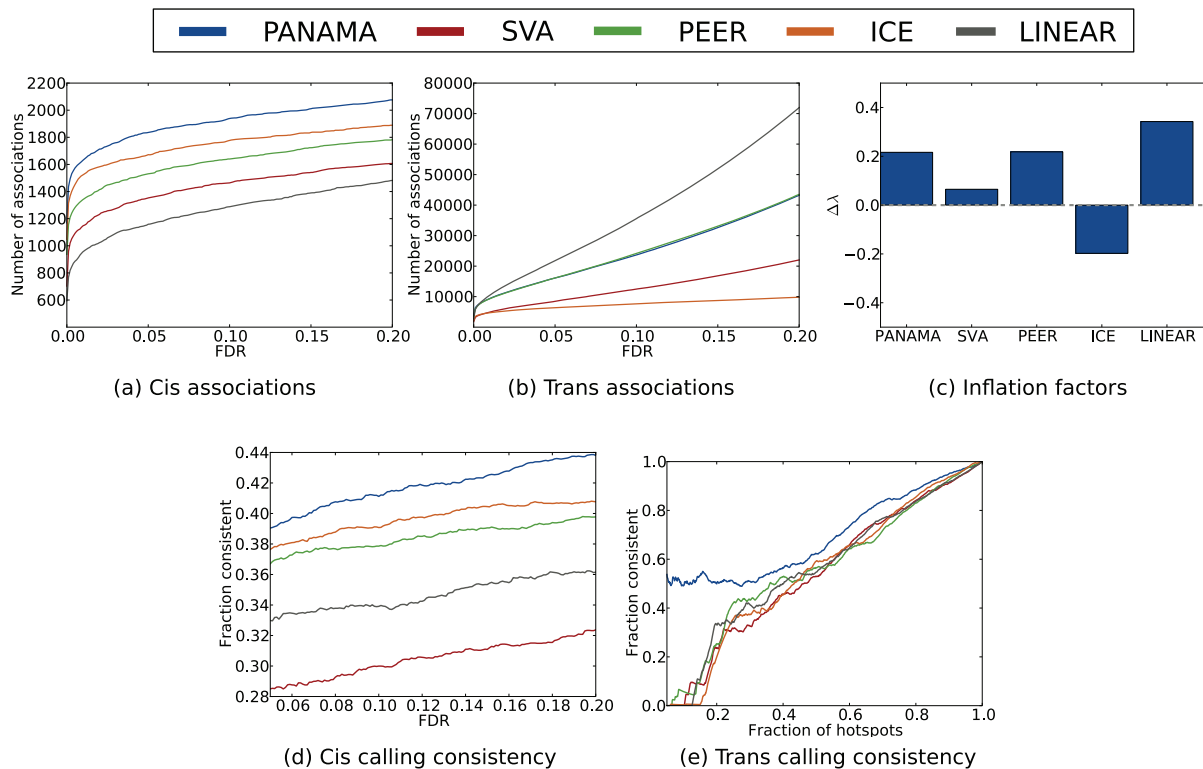 PANAMA SVA PEER ICE LINEAR
2200
2000
1800
1600
1400
1200
1000
800
600
Number of associations
0.00 0.05 0.10 0.15 0.20
FDR
(a) Cis associations
80000
70000
60000
50000
40000
30000
20000
10000
Number of associations
0.00 0.05 0.10 0.15 0.20
FDR
(b) Trans associations
0.4
0.2
0.0
−0.2
−0.4
Δλ
PANAMA SVA PEER ICE LINEAR
(c) Inflation factors
0.44
0.42
0.40
0.38
0.36
0.34
0.32
0.30
0.28
Fraction consistent
0.06 0.08 0.10 0.12 0.14 0.16 0.18 0.20
FDR
(d) Cis calling consistency
1.0
0.8
0.6
0.4
0.2
0.0
Fraction consistent
0.2 0.4 0.6 0.8 1.0
Fraction of hotspots
(e) Trans calling consistency